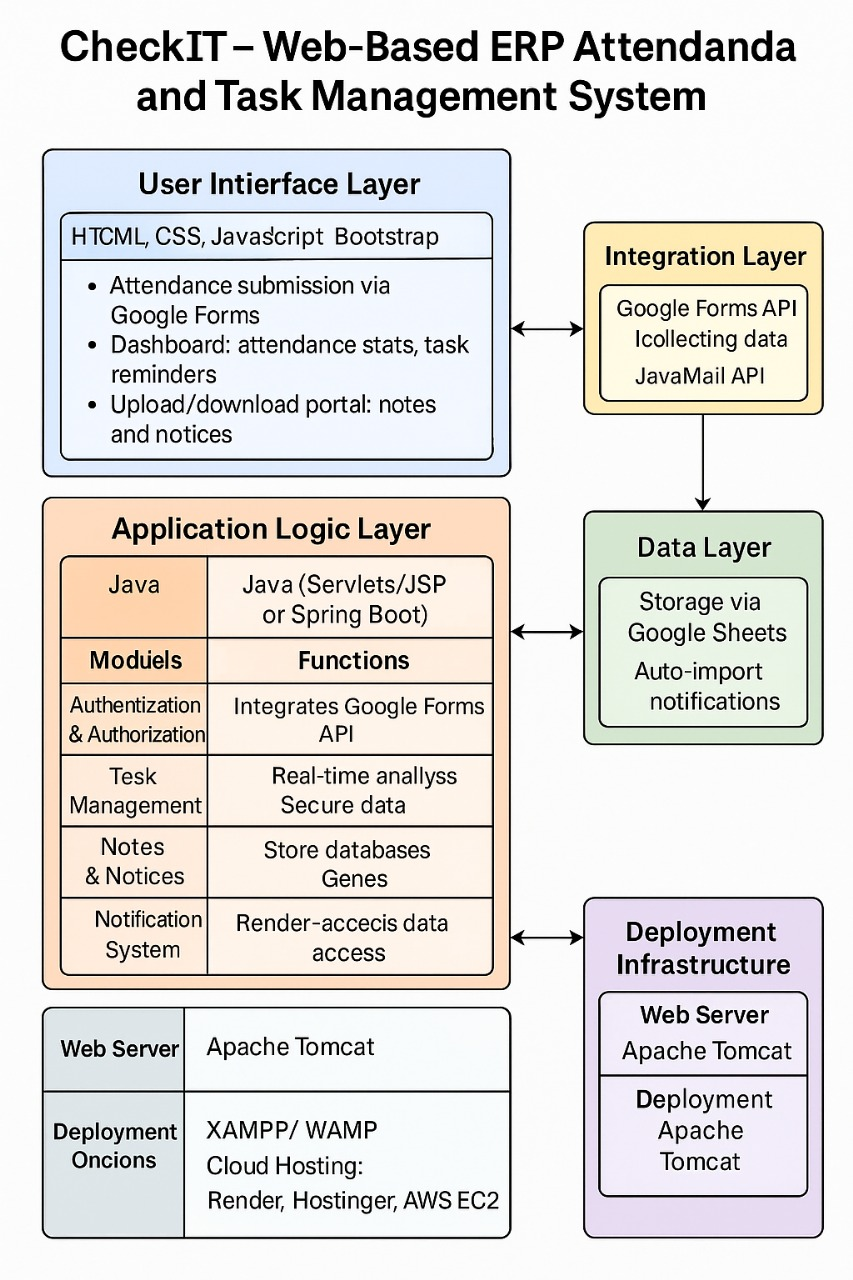 CheckIT – Web-Based ERP Attendanda
and Task Management System
User Intierface Layer
HTCML, CSS, Javascript Bootstrap
• Attendance submission via
Google Forms
• Dashboard: attendance stats, task
reminders
• Upload/download portal: notes
and notices
Integration Layer
Google Forms API
Icollecting data
JavaMail API
Application Logic Layer
Java
Java (Servlets/JSP
or Spring Boot)
Moduels
Functions
Authentization
& Authorization
Integrates Google Forms
API
Tesk
Management
Real-time anallyss
Secure data
Notes
& Notices
Store databases
Genes
Notification
System
Render-accecis data
access
Data Layer
Storage via
Google Sheets
Auto-import
notifications
Web Server
Apache Tomcat
Deployment
Oncions
XAMPP/ WAMP
Cloud Hosting:
Render, Hostinger, AWS EC2
Deployment
Infrastructure
Web Server
Apache Tomcat
Deployment
Apache
Tomcat